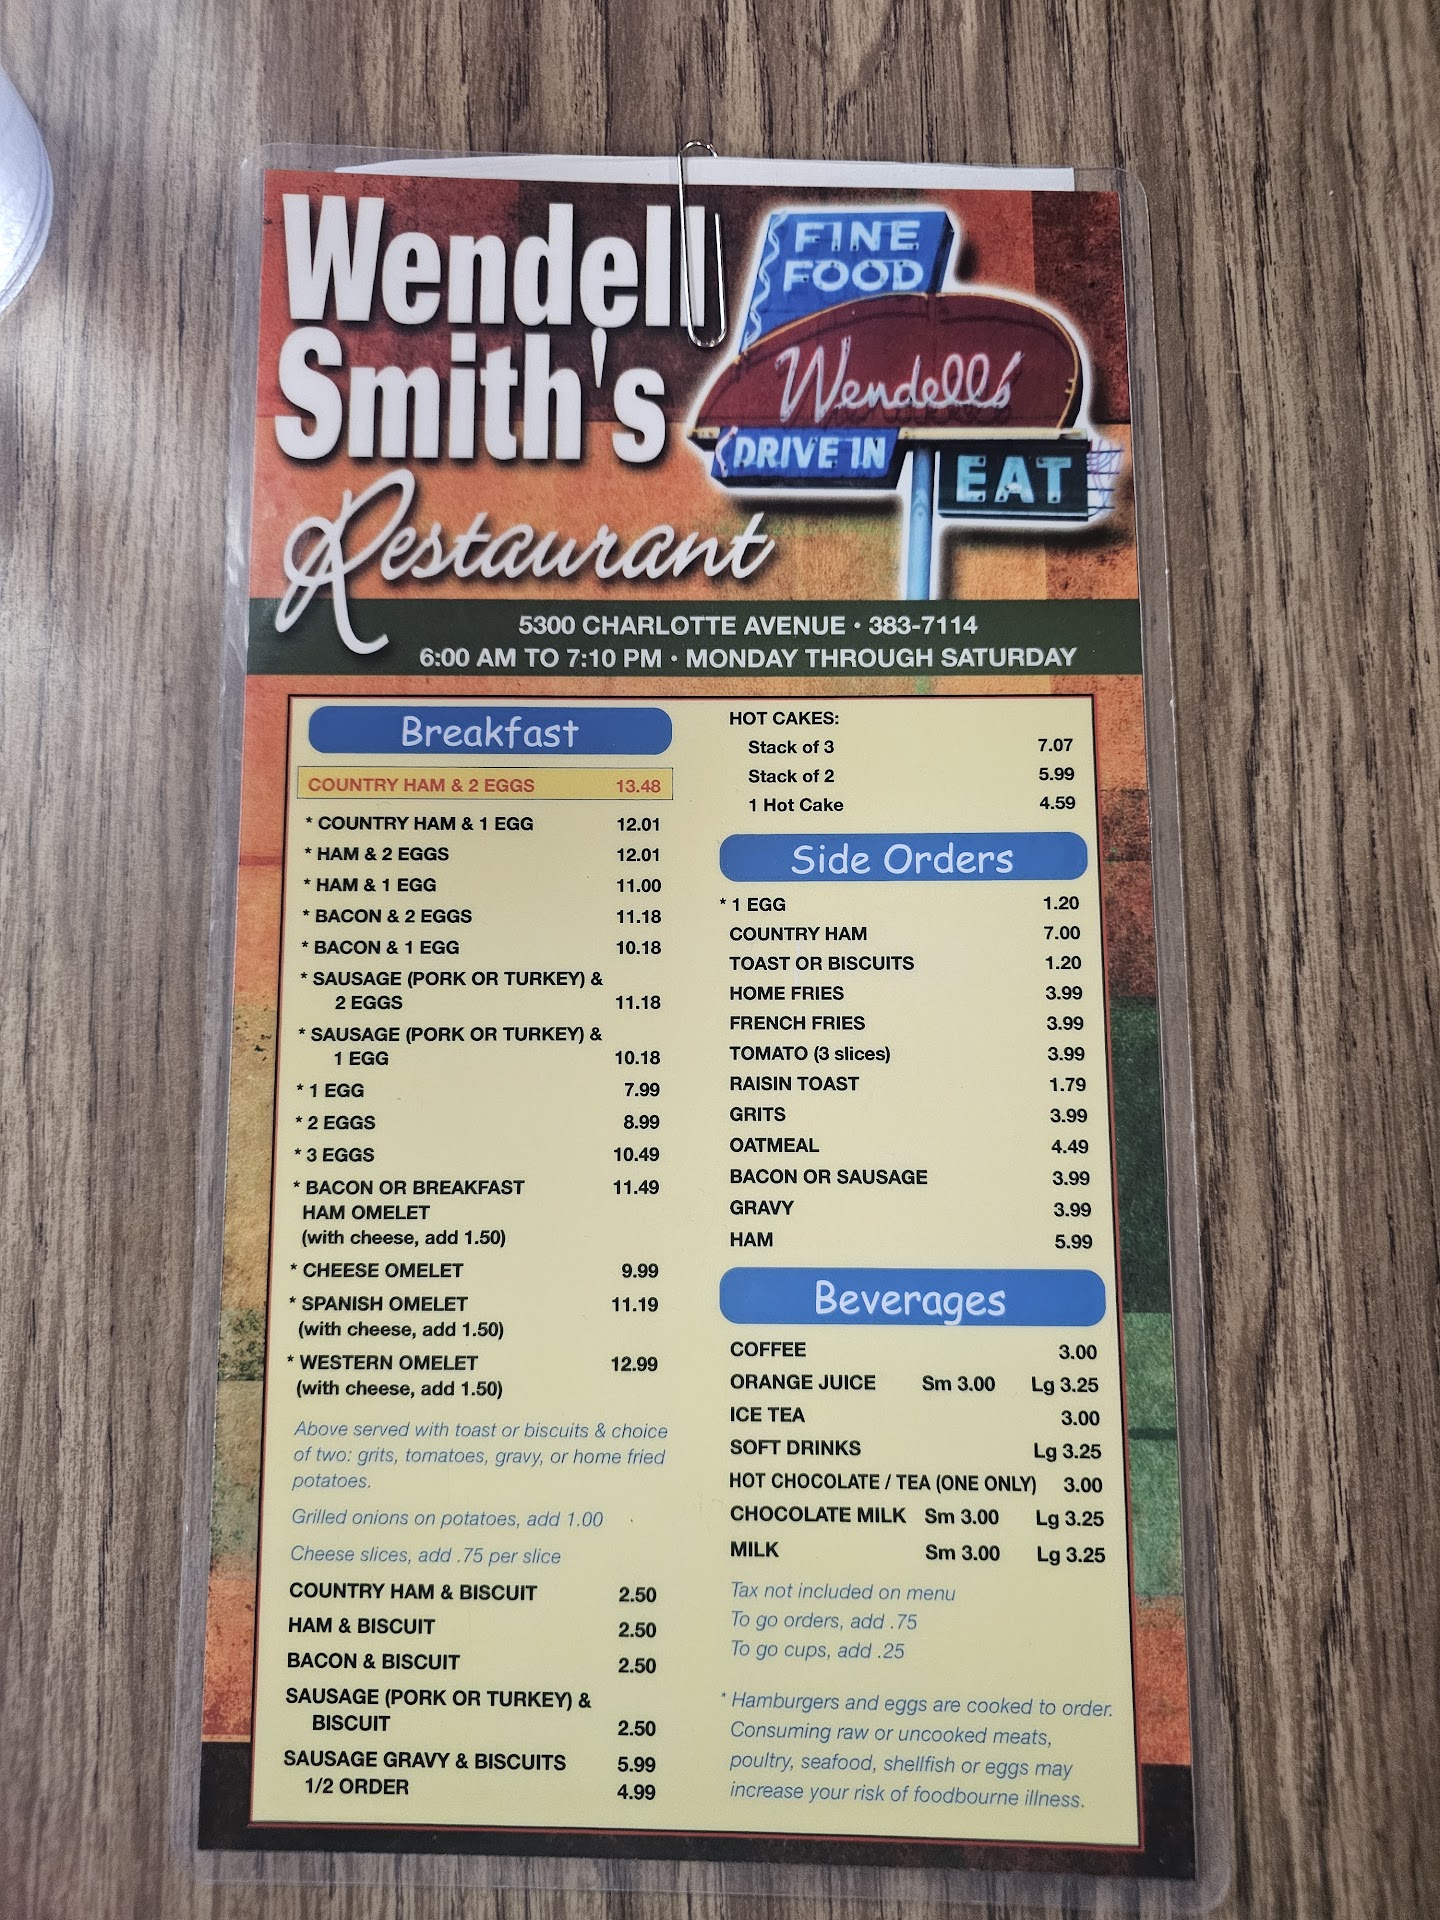 Wendell
Smith's
Restaurant
FINE
FOOD
Wendell's
DRIVE IN
EAT
5300 CHARLOTTE AVENUE • 383-7114
6:00 AM TO 7:10 PM • MONDAY THROUGH SATURDAY
Breakfast
COUNTRY HAM & 2 EGGS 13.48
* COUNTRY HAM & 1 EGG 12.01
* HAM & 2 EGGS 12.01
* HAM & 1 EGG 11.00
* BACON & 2 EGGS 11.18
* BACON & 1 EGG 10.18
* SAUSAGE (PORK OR TURKEY) &
2 EGGS 11.18
* SAUSAGE (PORK OR TURKEY) &
1 EGG 10.18
* 1 EGG 7.99
* 2 EGGS 8.99
* 3 EGGS 10.49
* BACON OR BREAKFAST 11.49
HAM OMELET
(with cheese, add 1.50)
* CHEESE OMELET 9.99
* SPANISH OMELET 11.19
(with cheese, add 1.50)
* WESTERN OMELET 12.99
(with cheese, add 1.50)
Above served with toast or biscuits & choice
of two: grits, tomatoes, gravy, or home fried
potatoes.
Grilled onions on potatoes, add 1.00
Cheese slices, add .75 per slice
COUNTRY HAM & BISCUIT 2.50
HAM & BISCUIT 2.50
BACON & BISCUIT 2.50
SAUSAGE (PORK OR TURKEY) &
BISCUIT 2.50
SAUSAGE GRAVY & BISCUITS 5.99
1/2 ORDER 4.99
HOT CAKES:
Stack of 3 7.07
Stack of 2 5.99
1 Hot Cake 4.59
Side Orders
* 1 EGG 1.20
COUNTRY HAM 7.00
TOAST OR BISCUITS 1.20
HOME FRIES 3.99
FRENCH FRIES 3.99
TOMATO (3 slices) 3.99
RAISIN TOAST 1.79
GRITS 3.99
OATMEAL 4.49
BACON OR SAUSAGE 3.99
GRAVY 3.99
HAM 5.99
Beverages
COFFEE 3.00
ORANGE JUICE Sm 3.00 Lg 3.25
ICE TEA 3.00
SOFT DRINKS Lg 3.25
HOT CHOCOLATE / TEA (ONE ONLY) 3.00
CHOCOLATE MILK Sm 3.00 Lg 3.25
MILK Sm 3.00 Lg 3.25
Tax not included on menu
To go orders, add .75
To go cups, add .25
* Hamburgers and eggs are cooked to order.
Consuming raw or uncooked meats,
poultry, seafood, shellfish or eggs may
increase your risk of foodbourne illness.